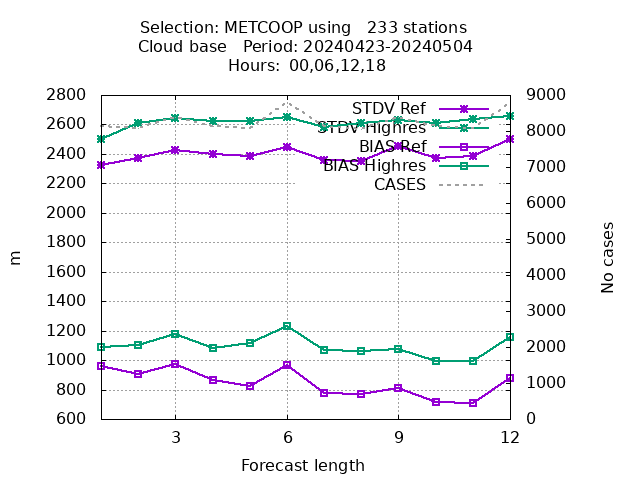 Selection: METCOOP using   233 stations
Cloud base   Period: 20240423-20240504
Hours: 00,06,12,18
2800
2600
2400
2200
2000
1800
1600
1400
1200
1000
800
600
m
STDV Ref
STDV Highres
BIAS Ref
BIAS Highres
CASES
9000
8000
7000
6000
5000
4000
3000
2000
1000
0
No cases
3
6
9
12
Forecast length